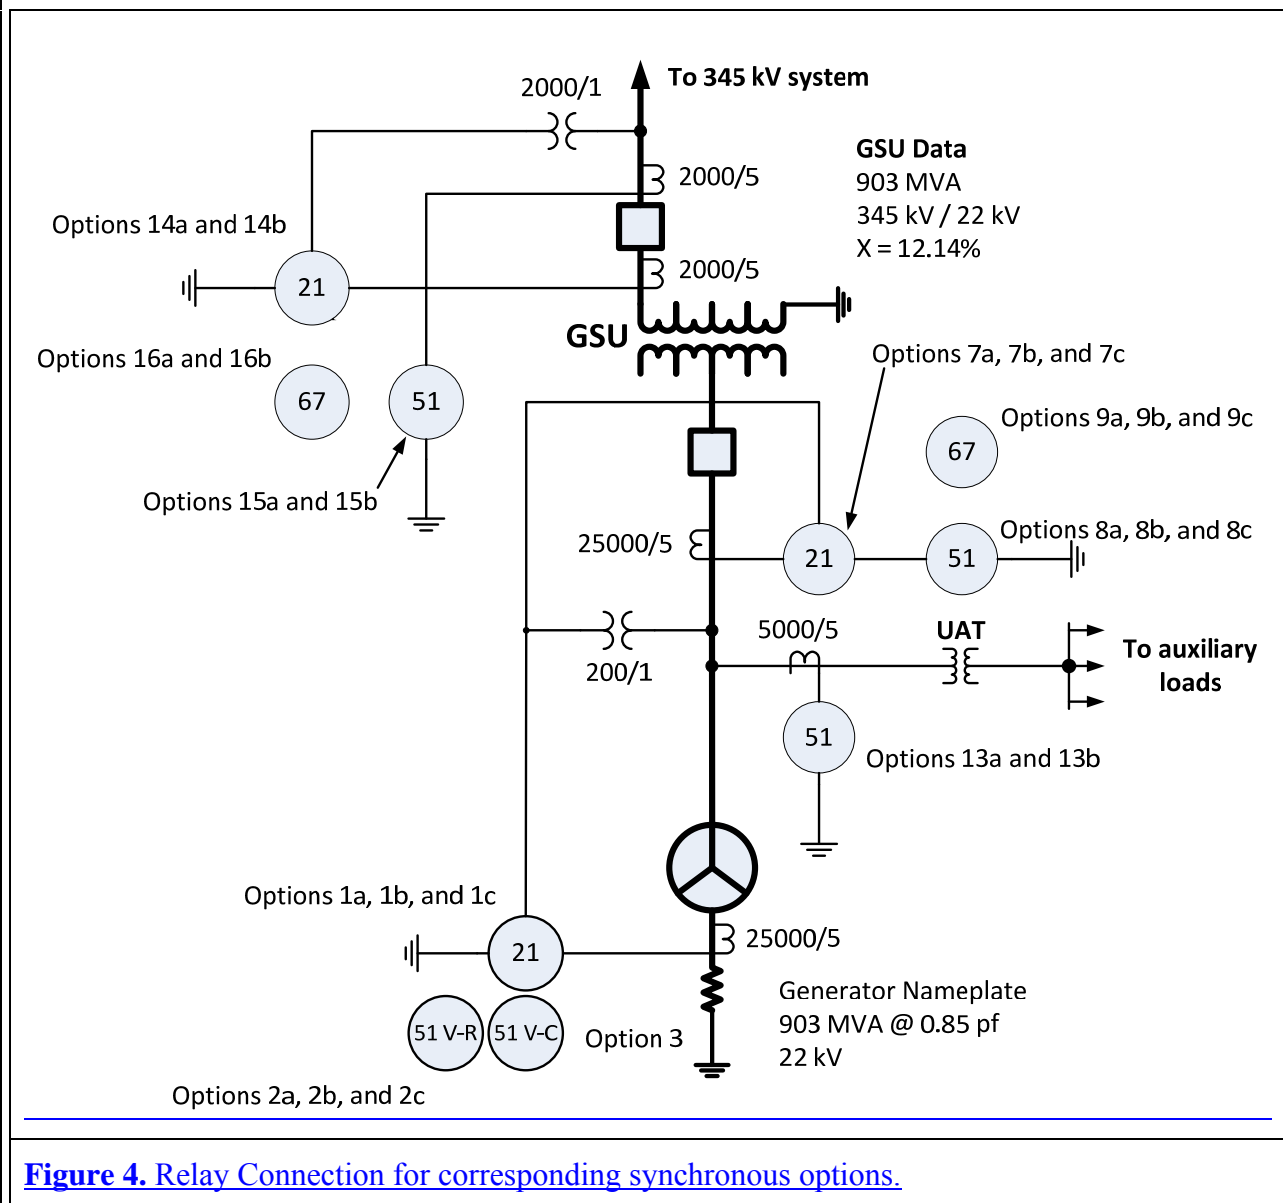 To 345 kV system
2000/1
GSU Data
903 MVA
345 kV / 22 kV
X = 12.14%
2000/5
Options 14a and 14b
2000/5
21
GSU
Options 16a and 16b
67
51
Options 15a and 15b
Options 7a, 7b, and 7c
Options 9a, 9b, and 9c
67
Options 8a, 8b, and 8c
25000/5
21
51
200/1
5000/5
UAT
To auxiliary
loads
51
Options 13a and 13b
Options 1a, 1b, and 1c
21
25000/5
51 V-R
51 V-C
Option 3
Options 2a, 2b, and 2c
Generator Nameplate
903 MVA @ 0.85 pf
22 kV
Figure 4. Relay Connection for corresponding synchronous options.